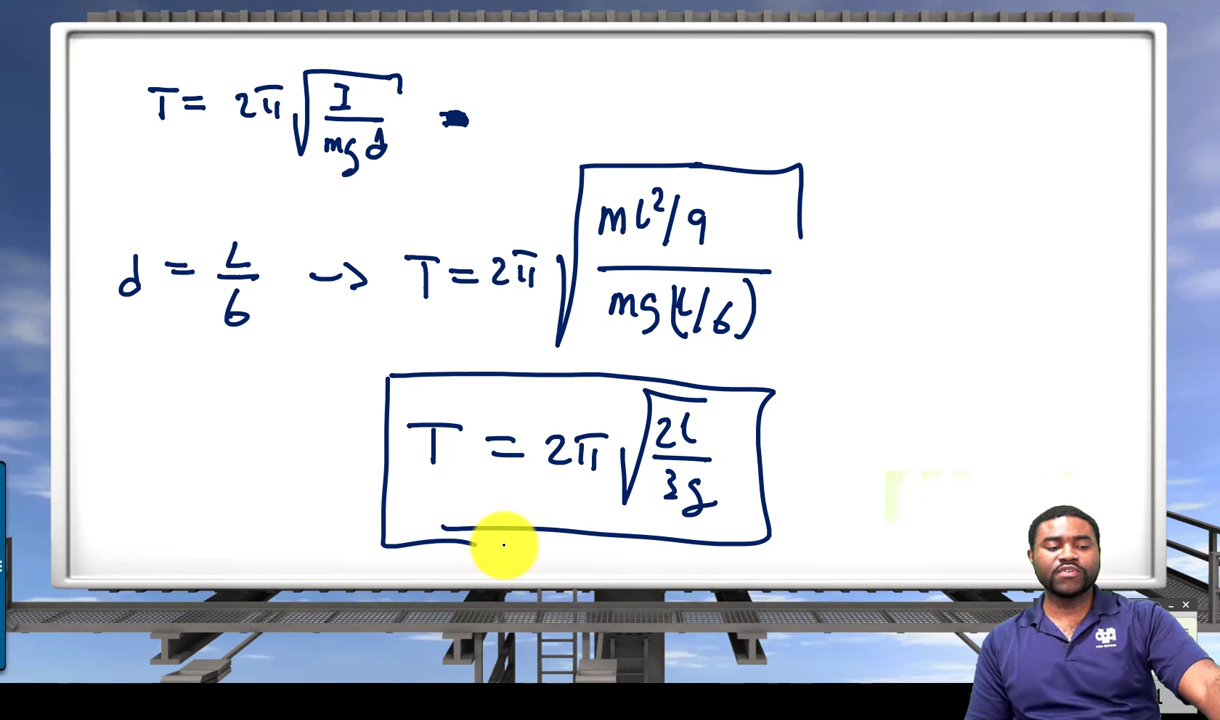 T = 2π√(I/mgd) -
d = L/6 -> T = 2π√((ml²/9)/(mg(L/6)))
T = 2π√(2l/3g)